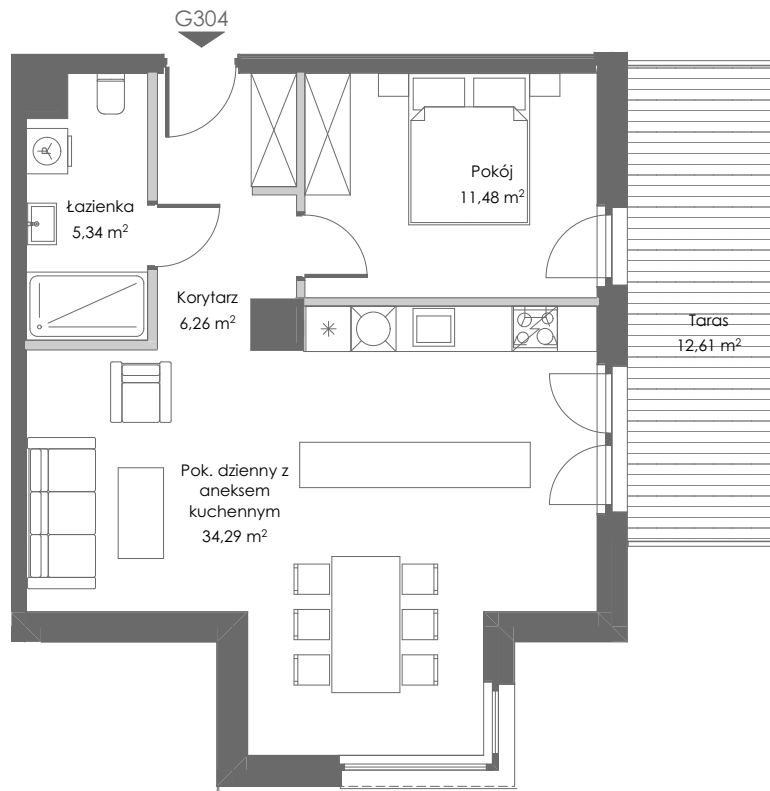 G304
Pokój
11,48 m²
Łazienka
5,34 m²
Korytarz
6,26 m²
Taras
12,61 m²
Pok. dzienny z
aneksem
kuchennym
34,29 m²